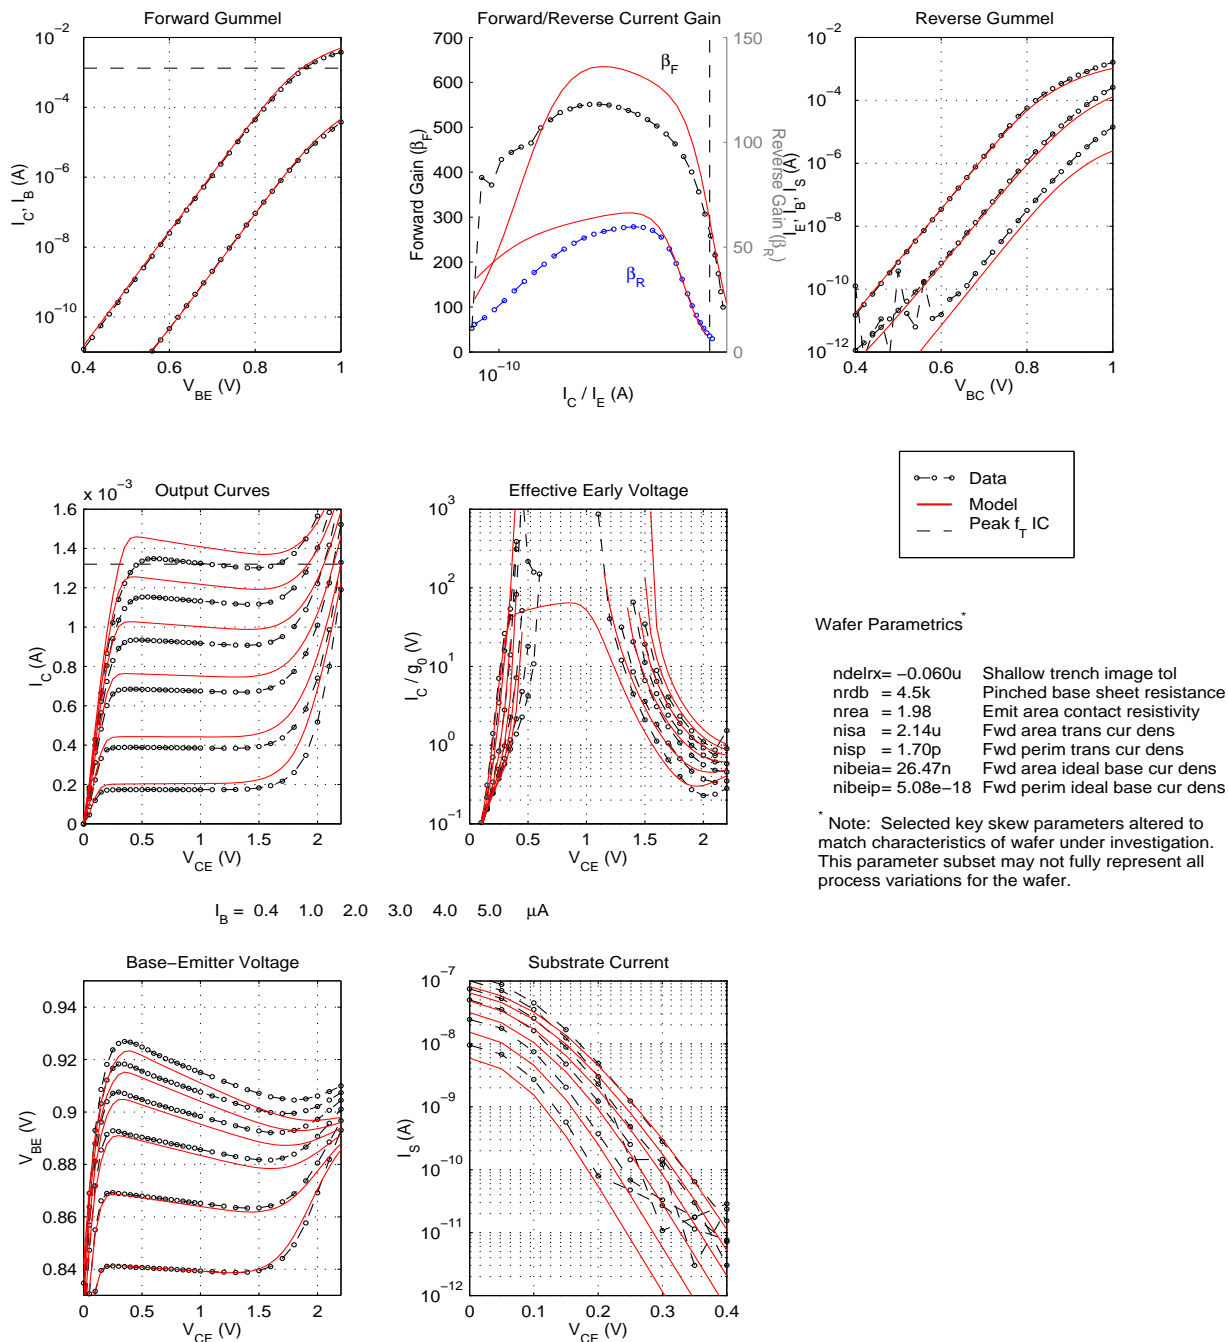 Forward Gummel
10^−2
10^−4
10^−6
10^−8
10^−10
0.4 0.6 0.8 1
V_BE (V)
I_C, I_B (A)
Forward/Reverse Current Gain
700
600
500
400
300
200
100
0
150
100
50
0
β_F
β_R
10^−10
I_C / I_E (A)
Forward Gain (β_F)
Reverse Gain (β_R)
Reverse Gummel
10^−2
10^−4
10^−6
10^−8
10^−10
10^−12
0.4 0.6 0.8 1
V_BC (V)
I_E, I_B, I_S (A)
Output Curves
x 10^−3
1.6
1.4
1.2
1
0.8
0.6
0.4
0.2
0
0 0.5 1 1.5 2
V_CE (V)
I_C (A)
Effective Early Voltage
10^3
10^2
10^1
10^0
10^−1
0 0.5 1 1.5 2
V_CE (V)
I_C / g_0 (V)
Data
Model
Peak f_T IC
Wafer Parametrics*
ndelrx= −0.060u Shallow trench image tol
nrdb = 4.5k Pinched base sheet resistance
nrea = 1.98 Emit area contact resistivity
nisa = 2.14u Fwd area trans cur dens
nisp = 1.70p Fwd perim trans cur dens
nibeia= 26.47n Fwd area ideal base cur dens
nibeip= 5.08e−18 Fwd perim ideal base cur dens
* Note: Selected key skew parameters altered to
match characteristics of wafer under investigation.
This parameter subset may not fully represent all
process variations for the wafer.
I_B = 0.4 1.0 2.0 3.0 4.0 5.0 μA
Base−Emitter Voltage
0.94
0.92
0.9
0.88
0.86
0.84
0 0.5 1 1.5 2
V_CE (V)
V_BE (V)
Substrate Current
10^−7
10^−8
10^−9
10^−10
10^−11
10^−12
0 0.1 0.2 0.3 0.4
V_CE (V)
I_S (A)